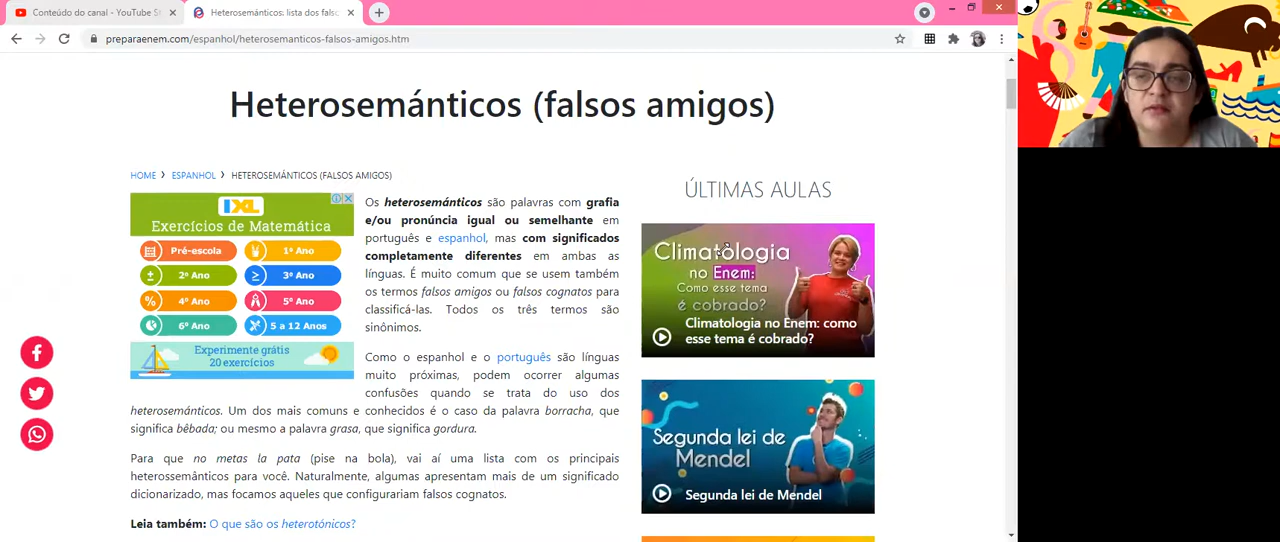 Conteúdo do canal - YouTube St
Heterosemánticos: lista dos falso
preparaenem.com/espanhol/heterosemanticos-falsos-amigos.htm
Heterosemánticos (falsos amigos)
HOME > ESPANHOL > HETEROSEMÁNTICOS (FALSOS AMIGOS)
IXL
Exercícios de Matemática
Pré-escola
1º Ano
2º Ano
3º Ano
4º Ano
5º Ano
6º Ano
5 a 12 Anos
Experimente grátis
20 exercícios
Os heterosemánticos são palavras com grafia
e/ou pronúncia igual ou semelhante em
português e espanhol, mas com significados
completamente diferentes em ambas as
línguas. É muito comum que se usem também
os termos falsos amigos ou falsos cognatos para
classificá-las. Todos os três termos são
sinônimos.
Como o espanhol e o português são línguas
muito próximas, podem ocorrer algumas
confusões quando se trata do uso dos
heterosemánticos. Um dos mais comuns e conhecidos é o caso da palavra borracha, que
significa bêbada; ou mesmo a palavra grasa, que significa gordura.
Para que no metas la pata (pise na bola), vai aí uma lista com os principais
heterossemânticos para você. Naturalmente, algumas apresentam mais de um significado
dicionarizado, mas focamos aqueles que configurariam falsos cognatos.
Leia também: O que são os heterotónicos?
ÚLTIMAS AULAS
Climatologia
no Enem:
Como esse tema
é cobrado?
Climatologia no Enem: como
esse tema é cobrado?
Segunda lei de
Mendel
Segunda lei de Mendel